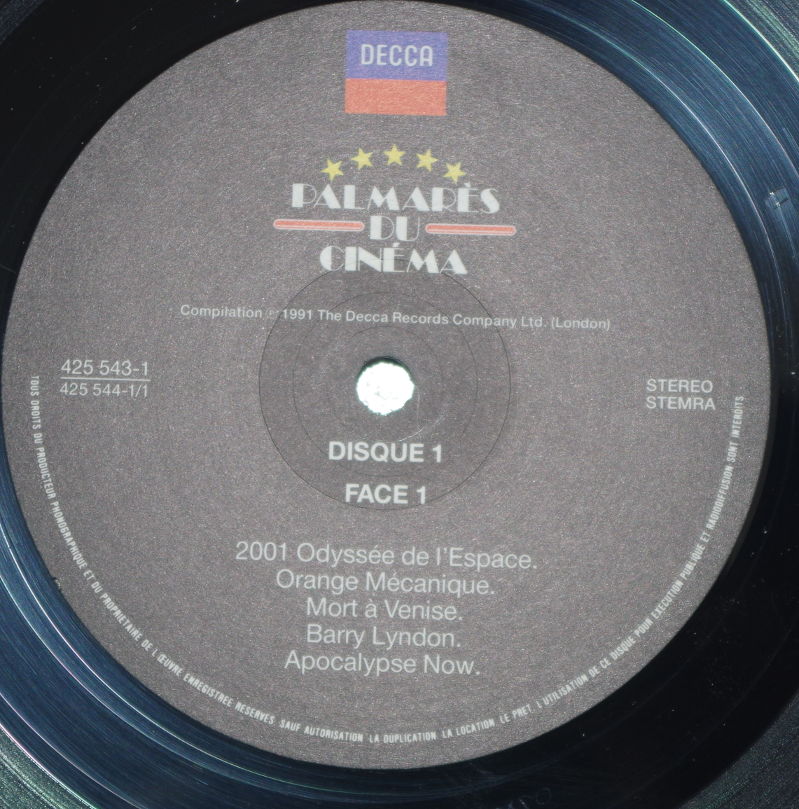 DECCA
PALMARÈS
DU
CINÉMA
Compilation ℗ 1991 The Decca Records Company Ltd. (London)
425 543-1
425 544-1/1
STEREO
STEMRA
DISQUE 1
FACE 1
2001 Odyssée de l'Espace.
Orange Mécanique.
Mort à Venise.
Barry Lyndon.
Apocalypse Now.
TOUS DROITS DU PRODUCTEUR PHONOGRAPHIQUE ET DU PROPRIETAIRE DE L'ŒUVRE ENREGISTREE RESERVES SAUF AUTORISATION LA DUPLICATION LA LOCATION LE PRET L'UTILISATION DE CE DISQUE POUR EXECUTION PUBLIQUE ET RADIODIFFUSION SONT INTERDITS